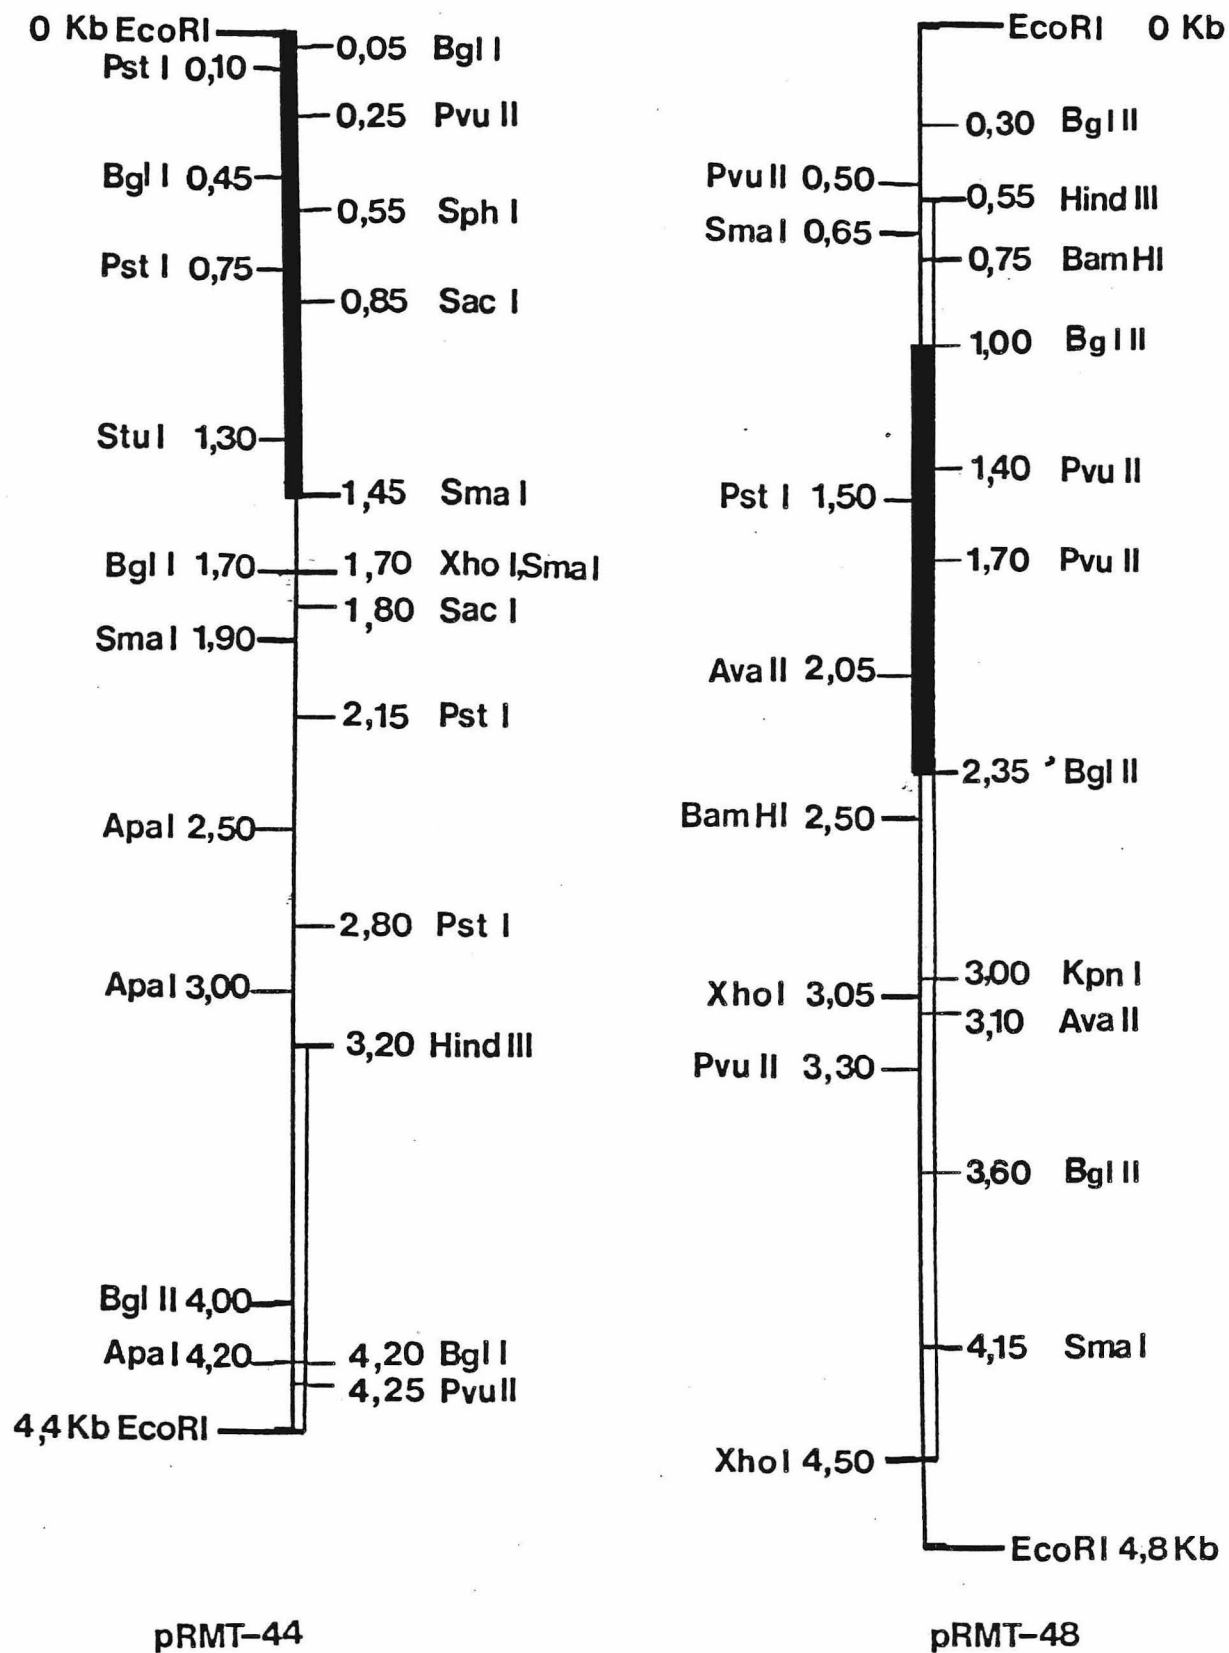 0 Kb EcoRI
0,05 Bgl I
Pst I 0,10
0,25 Pvu II
Bgl I 0,45
0,55 Sph I
Pst I 0,75
0,85 Sac I
Stu I 1,30
1,45 Sma I
Bgl I 1,70
1,70 Xho I,Sma I
1,80 Sac I
Sma I 1,90
2,15 Pst I
Apa I 2,50
2,80 Pst I
Apa I 3,00
3,20 Hind III
Bgl II 4,00
Apa I 4,20
4,20 Bgl I
4,25 Pvu II
4,4 Kb EcoRI
pRMT-44
EcoRI 0 Kb
0,30 Bgl II
Pvu II 0,50
0,55 Hind III
Sma I 0,65
0,75 Bam HI
1,00 Bgl II
1,40 Pvu II
Pst I 1,50
1,70 Pvu II
Ava II 2,05
2,35 Bgl II
Bam HI 2,50
3,00 Kpn I
Xho I 3,05
3,10 Ava II
Pvu II 3,30
3,60 Bgl II
4,15 Sma I
Xho I 4,50
EcoRI 4,8 Kb
pRMT-48